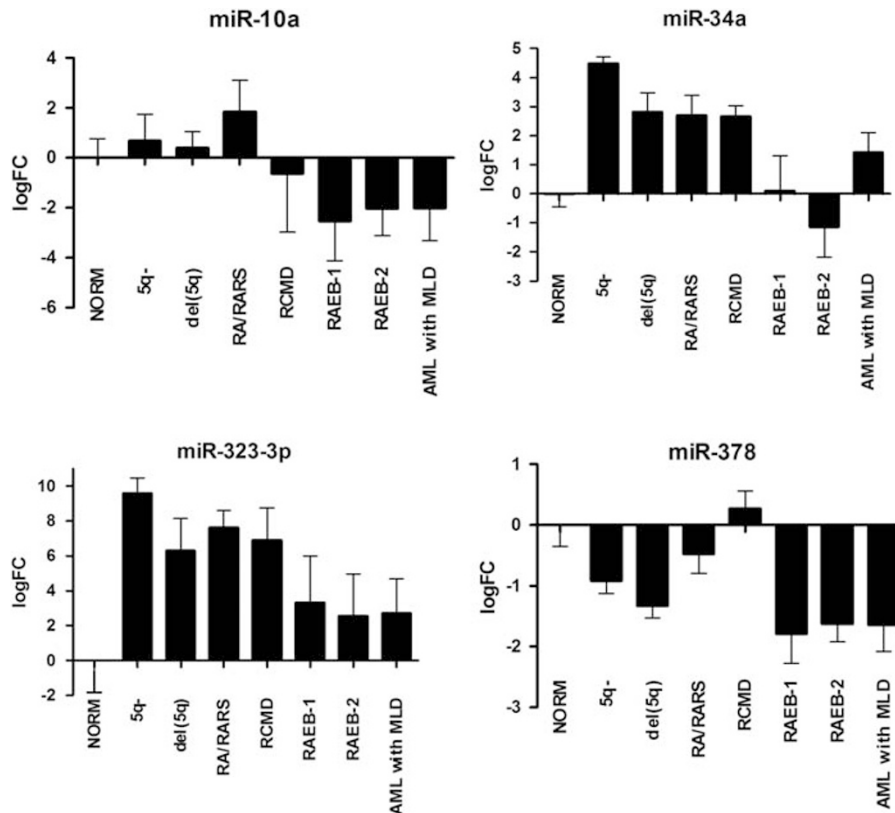 miR-10a
logFC
4
2
0
-2
-4
-6
NORM
5q-
del(5q)
RA/RARS
RCMD
RAEB-1
RAEB-2
AML with MLD
miR-34a
logFC
5
4
3
2
1
0
-1
-2
-3
NORM
5q-
del(5q)
RA/RARS
RCMD
RAEB-1
RAEB-2
AML with MLD
miR-323-3p
logFC
10
8
6
4
2
0
-2
NORM
5q-
del(5q)
RA/RARS
RCMD
RAEB-1
RAEB-2
AML with MLD
miR-378
logFC
1
0
-1
-2
-3
NORM
5q-
del(5q)
RA/RARS
RCMD
RAEB-1
RAEB-2
AML with MLD